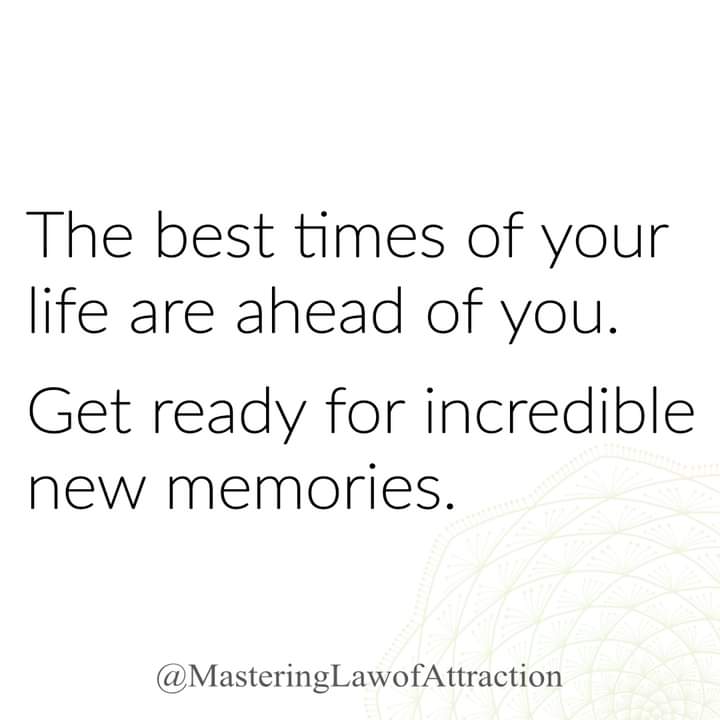 The best times of your
life are ahead of you.
Get ready for incredible
new memories.
@MasteringLawofAttraction